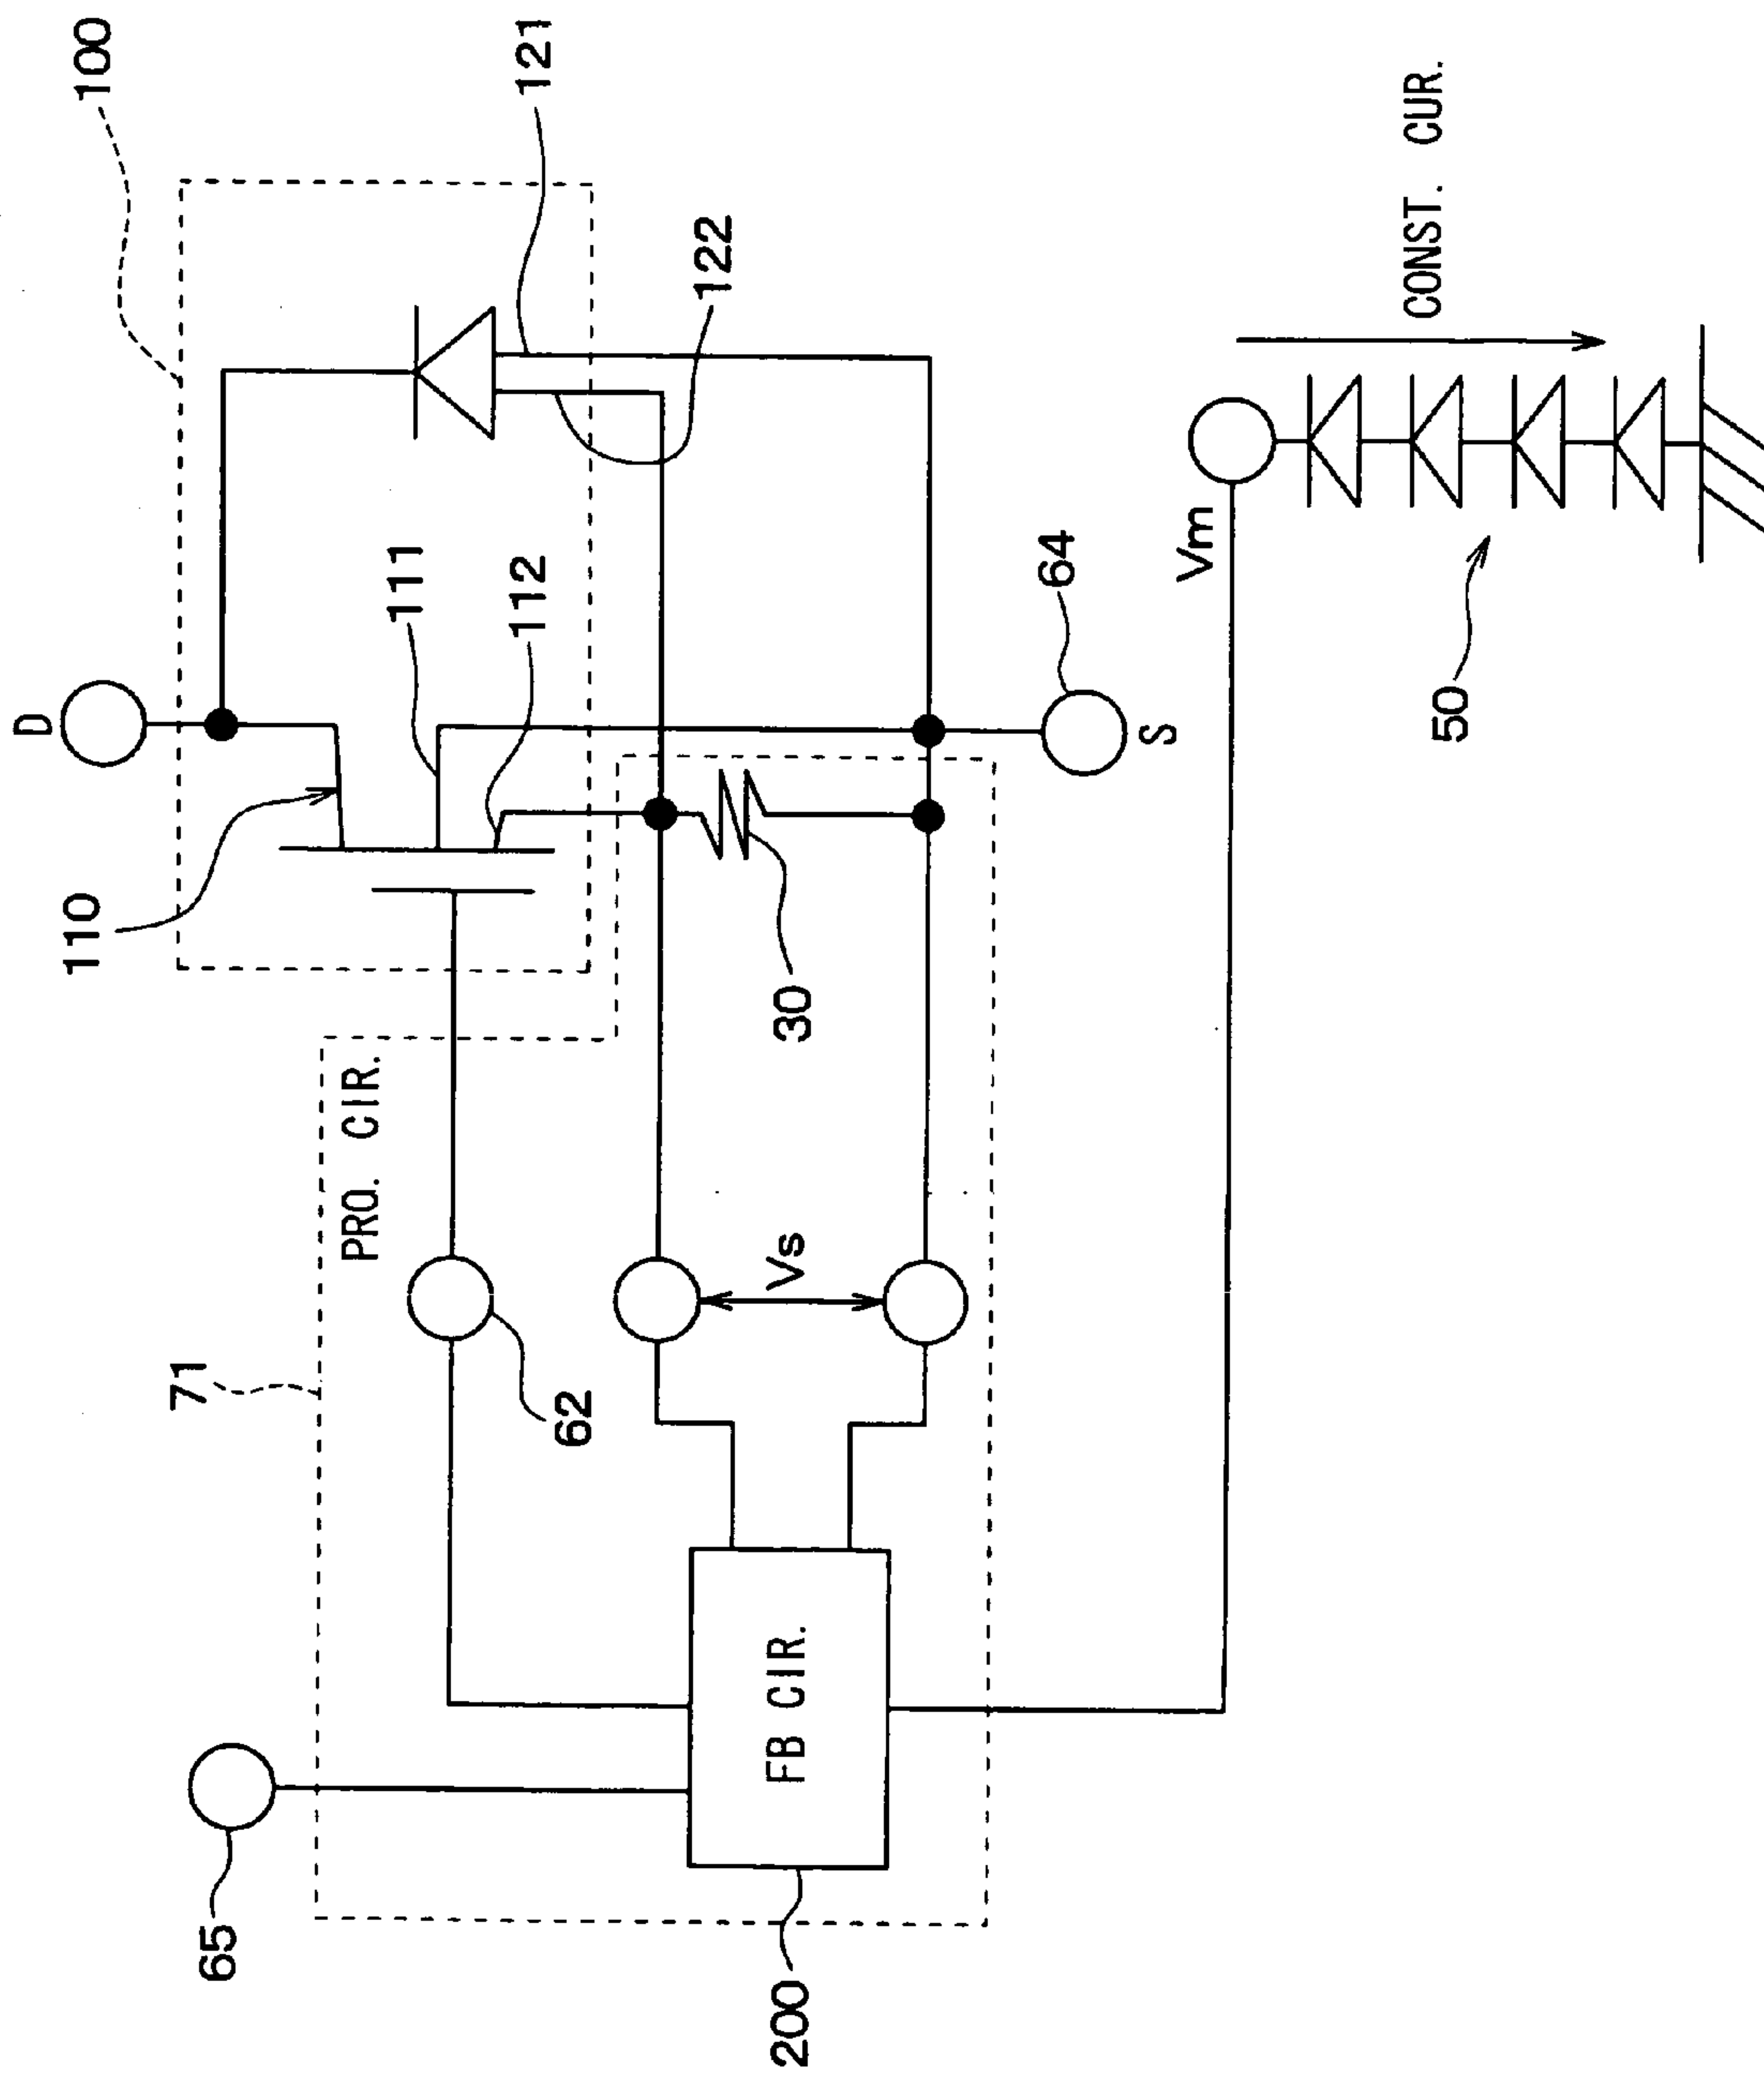 100
D
121
110
111
112
122
71
PRO. CIR.
65
62
Vs
30
64
S
FB CIR.
200
Vm
50
CONST. CUR.